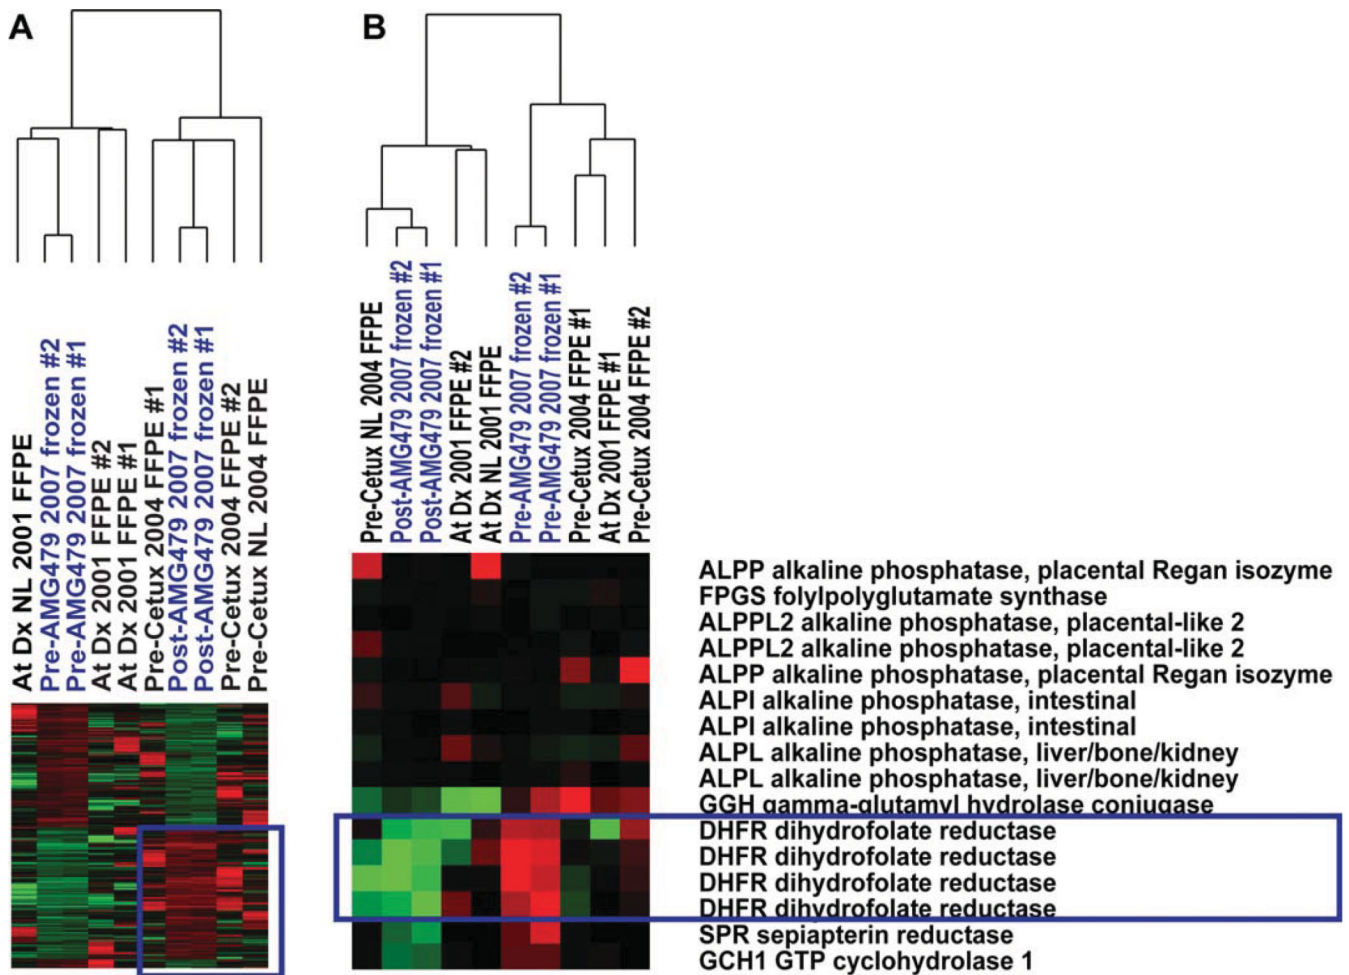 A
B
At Dx NL 2001 FFPE
Pre-AMG479 2007 frozen #2
Pre-AMG479 2007 frozen #1
At Dx 2001 FFPE #2
At Dx 2001 FFPE #1
Pre-Cetux 2004 FFPE #1
Post-AMG479 2007 frozen #2
Post-AMG479 2007 frozen #1
Pre-Cetux 2004 FFPE #2
Pre-Cetux NL 2004 FFPE
Pre-Cetux NL 2004 FFPE
Post-AMG479 2007 frozen #2
Post-AMG479 2007 frozen #1
At Dx 2001 FFPE #2
At Dx NL 2001 FFPE
Pre-AMG479 2007 frozen #2
Pre-AMG479 2007 frozen #1
Pre-Cetux 2004 FFPE #1
At Dx 2001 FFPE #1
Pre-Cetux 2004 FFPE #2
ALPP alkaline phosphatase, placental Regan isozyme
FPGS folylpolyglutamate synthase
ALPPL2 alkaline phosphatase, placental-like 2
ALPPL2 alkaline phosphatase, placental-like 2
ALPP alkaline phosphatase, placental Regan isozyme
ALPI alkaline phosphatase, intestinal
ALPI alkaline phosphatase, intestinal
ALPL alkaline phosphatase, liver/bone/kidney
ALPL alkaline phosphatase, liver/bone/kidney
GGH gamma-glutamyl hydrolase conjugase
DHFR dihydrofolate reductase
DHFR dihydrofolate reductase
DHFR dihydrofolate reductase
DHFR dihydrofolate reductase
SPR sepiapterin reductase
GCH1 GTP cyclohydrolase 1